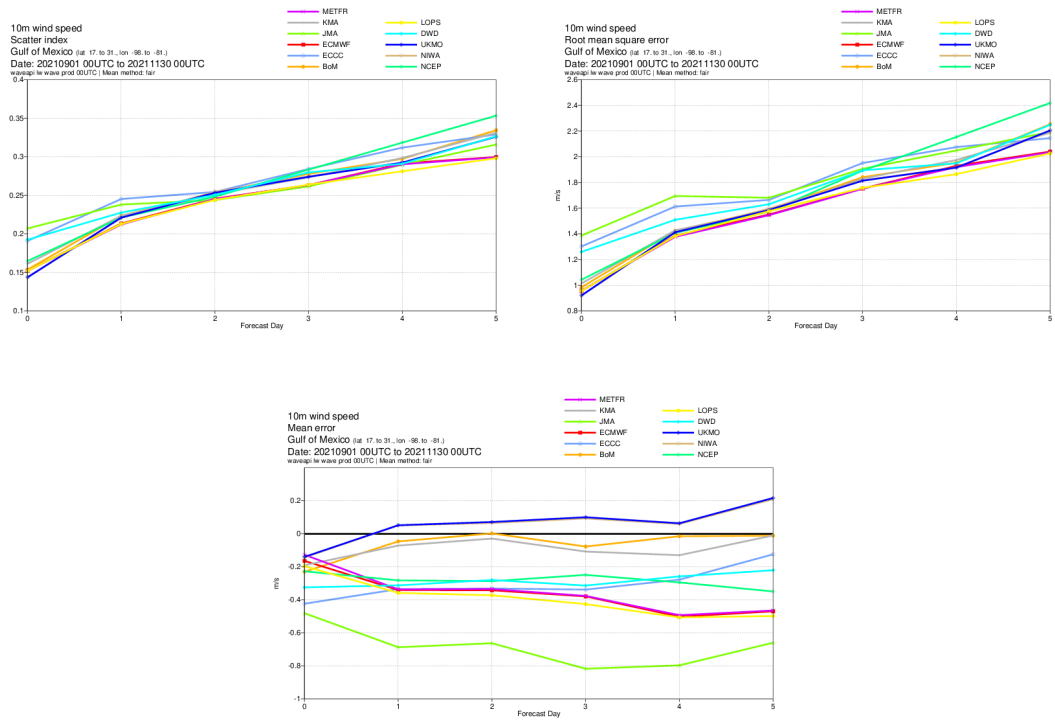 10m wind speed
Scatter index
Gulf of Mexico (lat 17. to 31., lon -98. to -81.)
Date: 20210901 00UTC to 20211130 00UTC
waveapi lw wave prod 00UTC | Mean method: fair
METFR
KMA
JMA
ECMWF
ECCC
BoM
LOPS
DWD
UKMO
NIWA
NCEP
0.4
0.35
0.3
0.25
0.2
0.15
0.1
0 1 2 3 4 5
Forecast Day
10m wind speed
Root mean square error
Gulf of Mexico (lat 17. to 31., lon -98. to -81.)
Date: 20210901 00UTC to 20211130 00UTC
waveapi lw wave prod 00UTC | Mean method: fair
METFR
KMA
JMA
ECMWF
ECCC
BoM
LOPS
DWD
UKMO
NIWA
NCEP
2.6
2.4
2.2
2
1.8
1.6
1.4
1.2
1
0.8
m/s
0 1 2 3 4 5
Forecast Day
10m wind speed
Mean error
Gulf of Mexico (lat 17. to 31., lon -98. to -81.)
Date: 20210901 00UTC to 20211130 00UTC
waveapi lw wave prod 00UTC | Mean method: fair
METFR
KMA
JMA
ECMWF
ECCC
BoM
LOPS
DWD
UKMO
NIWA
NCEP
0.2
0
-0.2
-0.4
-0.6
-0.8
-1
m/s
0 1 2 3 4 5
Forecast Day